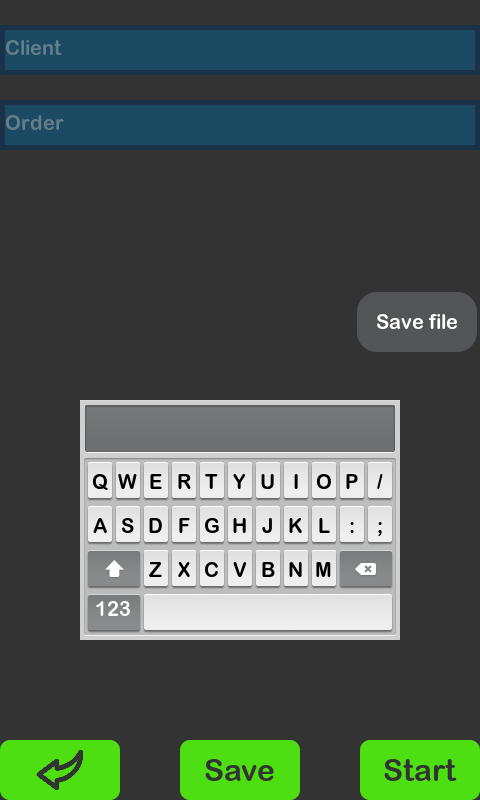 Client
Order
Save file
Q W E R T Y U I O P /
A S D F G H J K L : ;
Z X C V B N M
123
Save Start